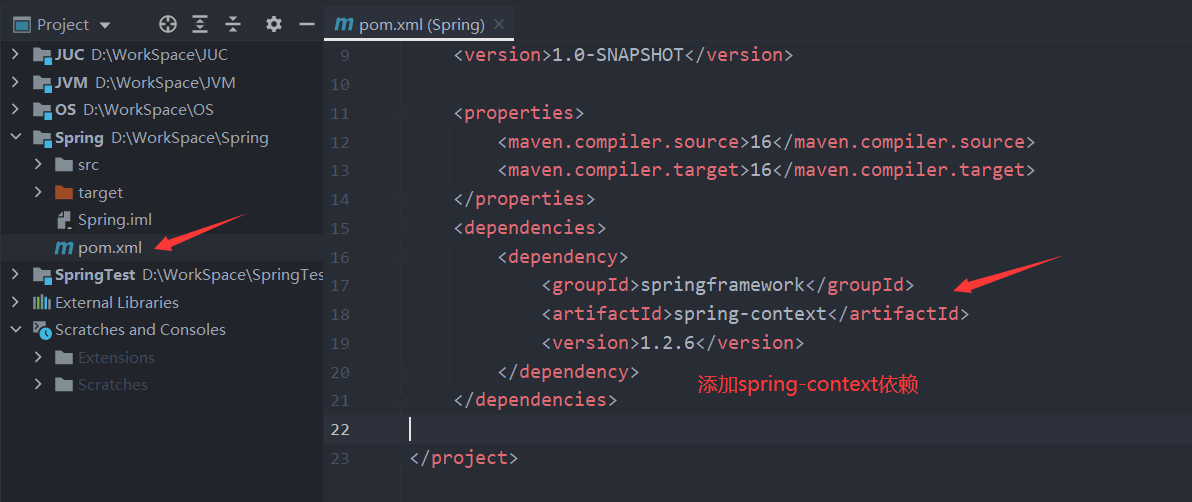 Project
JUC D:\WorkSpace\JUC
JVM D:\WorkSpace\JVM
OS D:\WorkSpace\OS
Spring D:\WorkSpace\Spring
src
target
Spring.iml
pom.xml
SpringTest D:\WorkSpace\SpringTes
External Libraries
Scratches and Consoles
Extensions
Scratches
pom.xml (Spring)
9 <version>1.0-SNAPSHOT</version>
10
11 <properties>
12 <maven.compiler.source>16</maven.compiler.source>
13 <maven.compiler.target>16</maven.compiler.target>
14 </properties>
15 <dependencies>
16 <dependency>
17 <groupId>springframework</groupId>
18 <artifactId>spring-context</artifactId>
19 <version>1.2.6</version>
20 </dependency>
添加spring-context依赖
21 </dependencies>
22
23 </project>